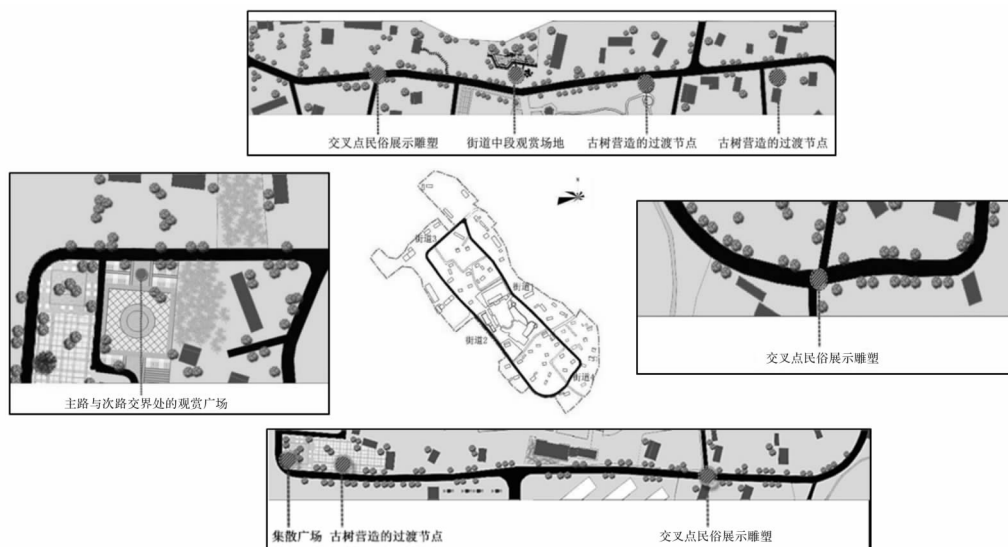 交叉点民俗展示雕塑 街道中段观赏场地 古树营造的过渡节点 古树营造的过渡节点
主路与次路交界处的观赏广场
街道3
街道1
街道2
街道4
交叉点民俗展示雕塑
集散广场 古树营造的过渡节点 交叉点民俗展示雕塑